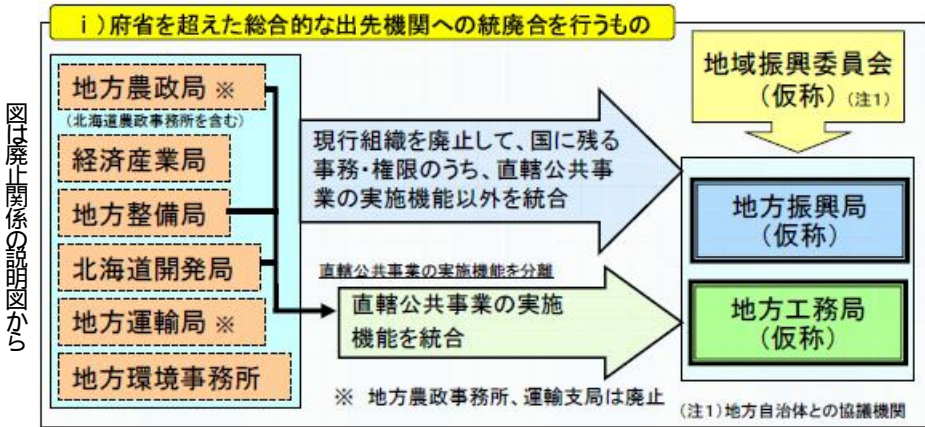 ⅰ)府省を超えた総合的な出先機関への統廃合を行うもの
図は廃止関係の説明図から
地方農政局 ※
(北海道農政事務所を含む)
経済産業局
地方整備局
北海道開発局
地方運輸局 ※
地方環境事務所
現行組織を廃止して、国に残る
事務・権限のうち、直轄公共事
業の実施機能以外を統合
直轄公共事業の実施機能を分離
直轄公共事業の実施
機能を統合
※ 地方農政事務所、運輸支局は廃止
地域振興委員会
(仮称) (注1)
地方振興局
(仮称)
地方工務局
(仮称)
(注1)地方自治体との協議機関